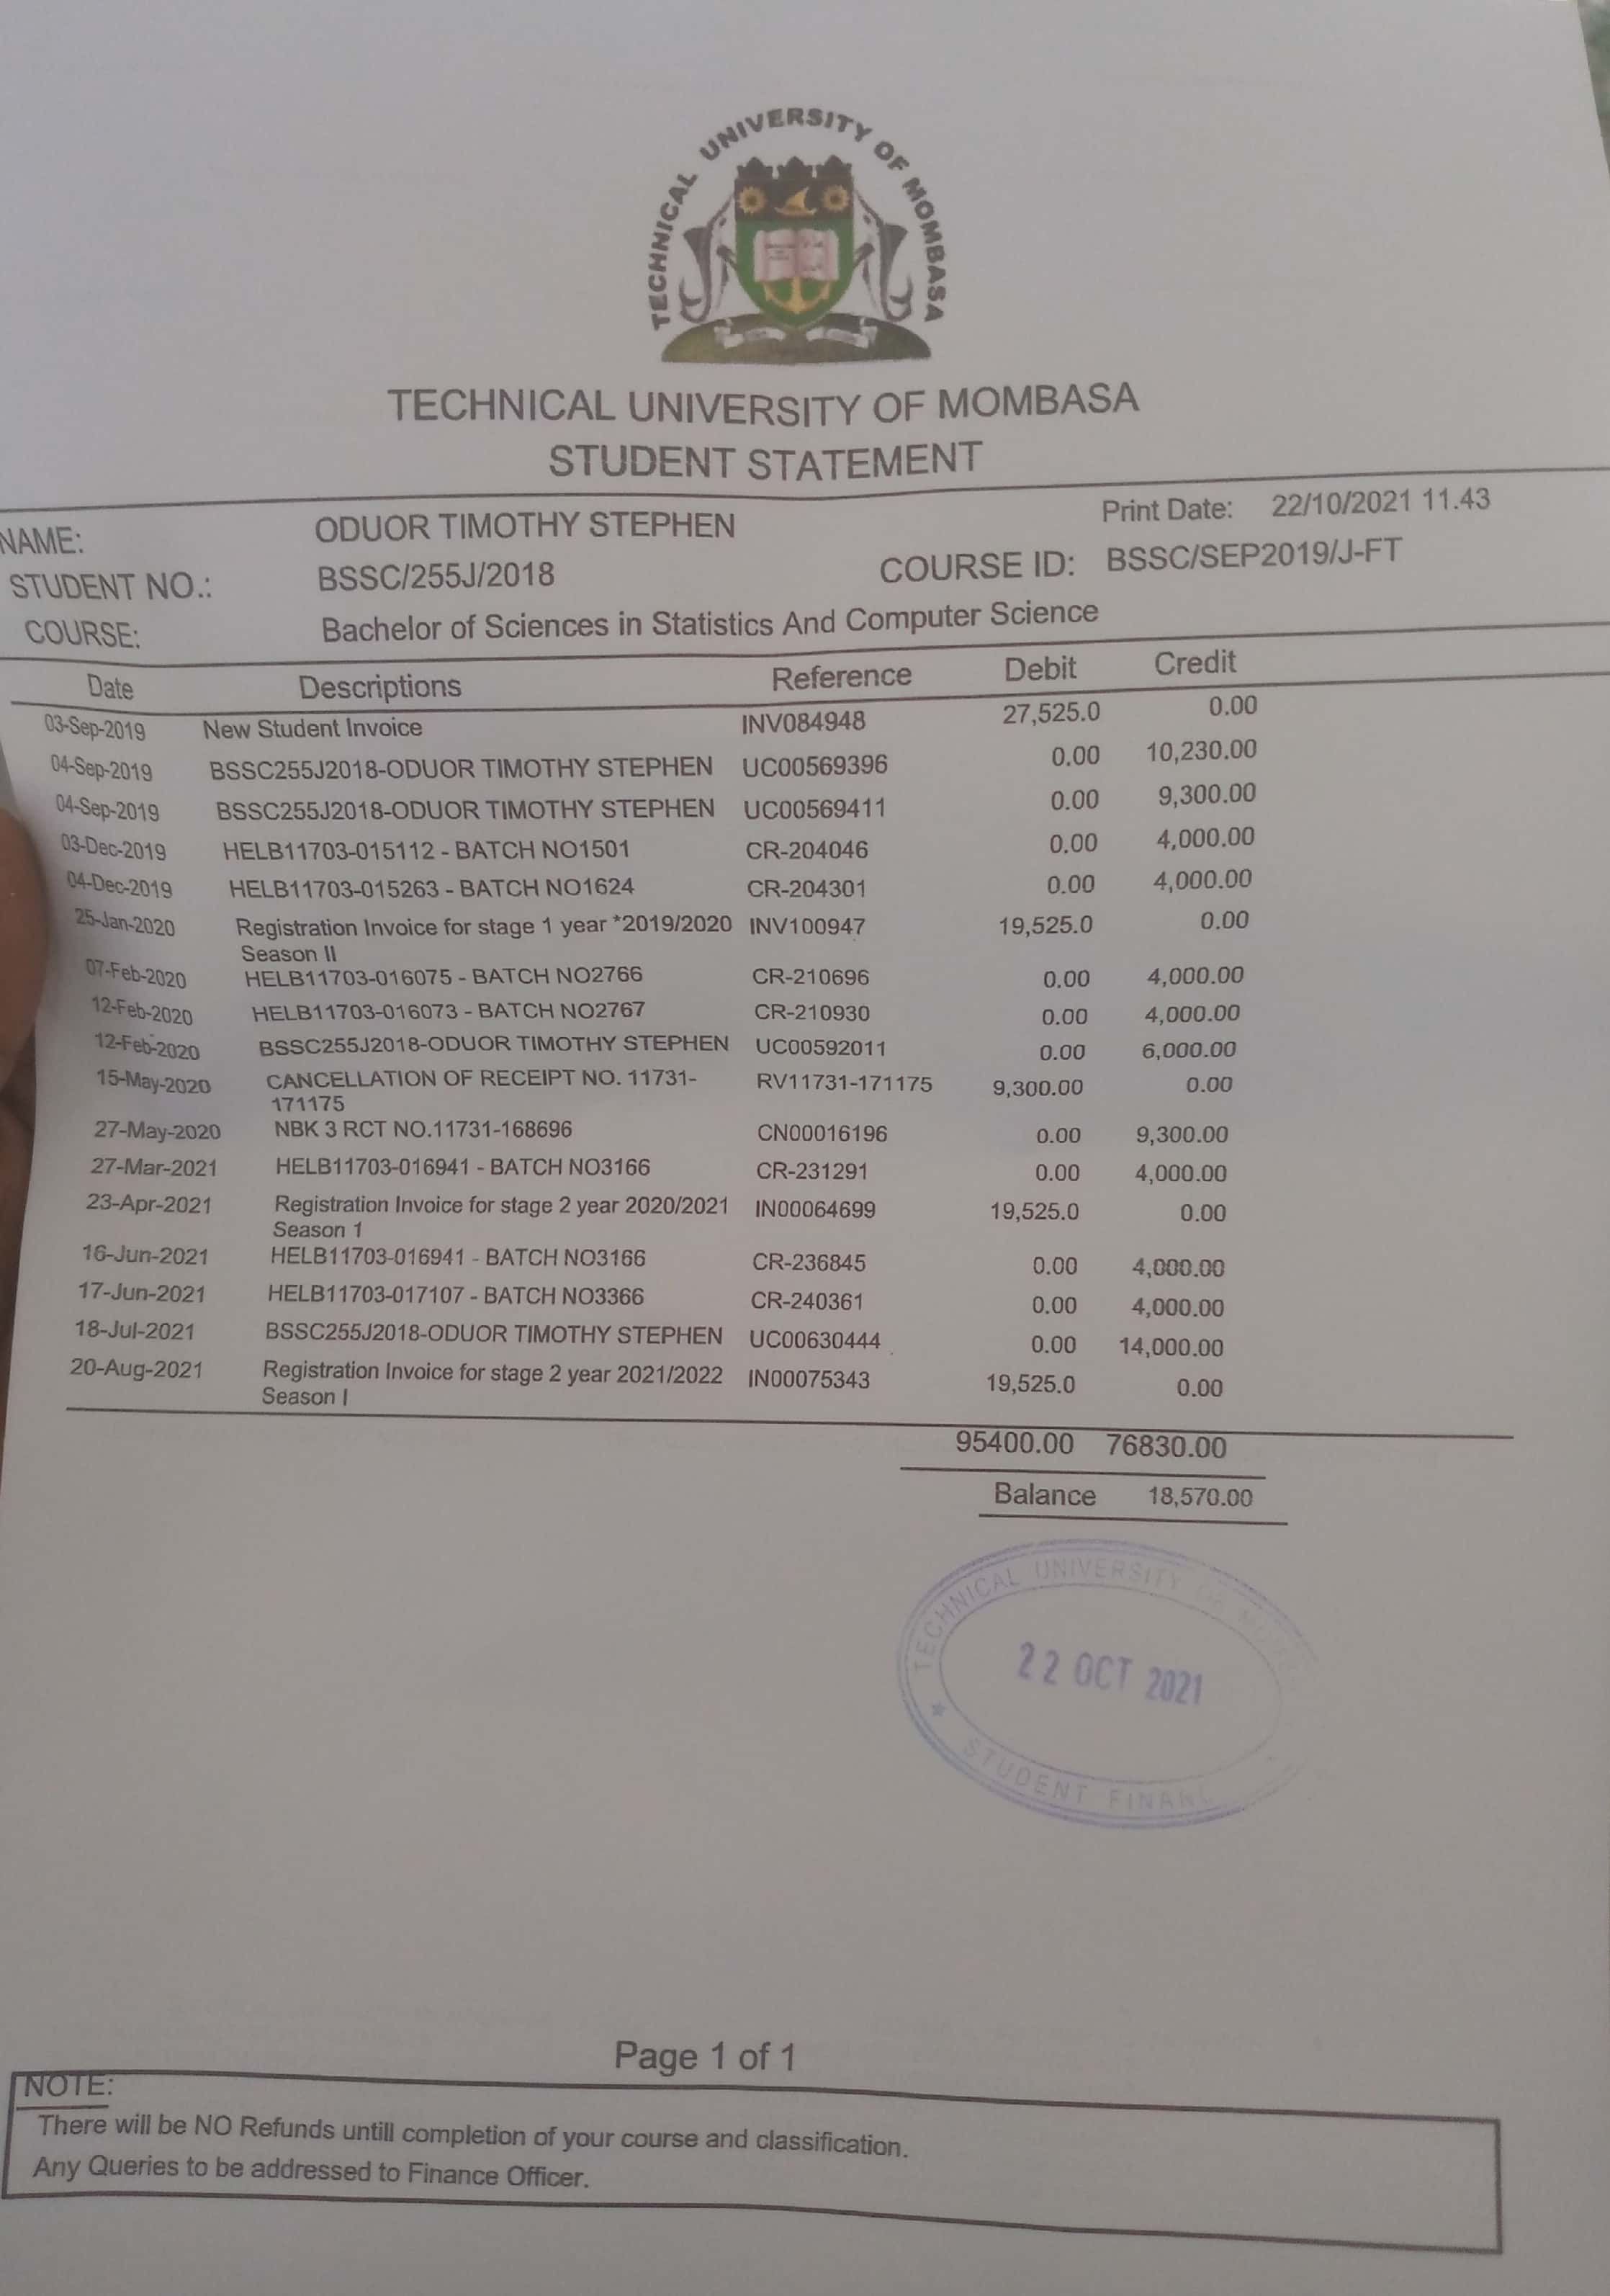 TECHNICAL UNIVERSITY OF MOMBASA
TECHNICAL UNIVERSITY OF MOMBASA
STUDENT STATEMENT
Print Date: 22/10/2021 11.43
NAME: ODUOR TIMOTHY STEPHEN
STUDENT NO.: BSSC/255J/2018 COURSE ID: BSSC/SEP2019/J-FT
COURSE: Bachelor of Sciences in Statistics And Computer Science
Date Descriptions Reference Debit Credit
03-Sep-2019 New Student Invoice INV084948 27,525.0 0.00
04-Sep-2019 BSSC255J2018-ODUOR TIMOTHY STEPHEN UC00569396 0.00 10,230.00
04-Sep-2019 BSSC255J2018-ODUOR TIMOTHY STEPHEN UC00569411 0.00 9,300.00
03-Dec-2019 HELB11703-015112 - BATCH NO1501 CR-204046 0.00 4,000.00
04-Dec-2019 HELB11703-015263 - BATCH NO1624 CR-204301 0.00 4,000.00
25-Jan-2020 Registration Invoice for stage 1 year *2019/2020 INV100947 19,525.0 0.00
Season II
07-Feb-2020 HELB11703-016075 - BATCH NO2766 CR-210696 0.00 4,000.00
12-Feb-2020 HELB11703-016073 - BATCH NO2767 CR-210930 0.00 4,000.00
12-Feb-2020 BSSC255J2018-ODUOR TIMOTHY STEPHEN UC00592011 0.00 6,000.00
15-May-2020 CANCELLATION OF RECEIPT NO. 11731- RV11731-171175 9,300.00 0.00
171175
27-May-2020 NBK 3 RCT NO.11731-168696 CN00016196 0.00 9,300.00
27-Mar-2021 HELB11703-016941 - BATCH NO3166 CR-231291 0.00 4,000.00
23-Apr-2021 Registration Invoice for stage 2 year 2020/2021 IN00064699 19,525.0 0.00
Season 1
16-Jun-2021 HELB11703-016941 - BATCH NO3166 CR-236845 0.00 4,000.00
17-Jun-2021 HELB11703-017107 - BATCH NO3366 CR-240361 0.00 4,000.00
18-Jul-2021 BSSC255J2018-ODUOR TIMOTHY STEPHEN UC00630444 0.00 14,000.00
20-Aug-2021 Registration Invoice for stage 2 year 2021/2022 IN00075343 19,525.0 0.00
Season I
95400.00 76830.00
Balance 18,570.00
TECHNICAL UNIVERSITY OF
22 OCT 2021
STUDENT
Page 1 of 1
NOTE:
There will be NO Refunds untill completion of your course and classification.
Any Queries to be addressed to Finance Officer.